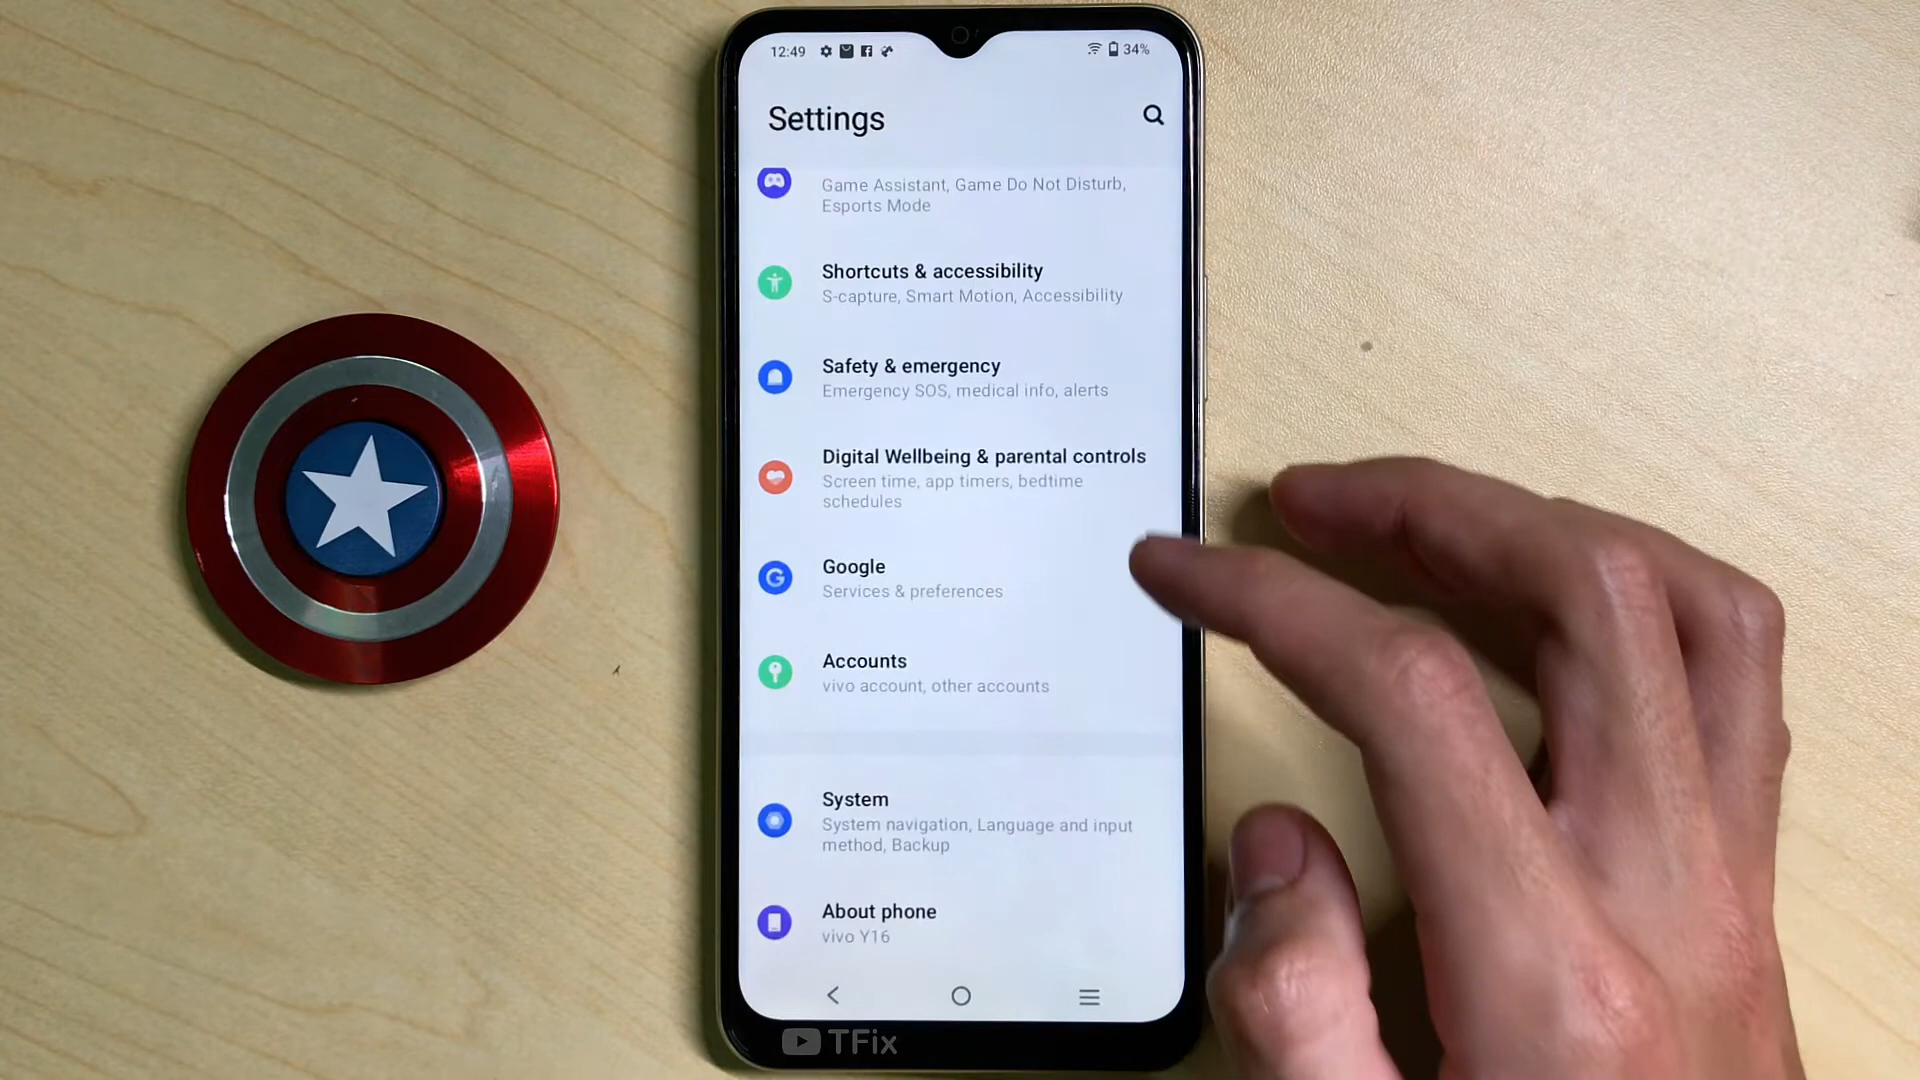 12:49
34%
Settings
Game Assistant, Game Do Not Disturb,
Esports Mode
Shortcuts & accessibility
S-capture, Smart Motion, Accessibility
Safety & emergency
Emergency SOS, medical info, alerts
Digital Wellbeing & parental controls
Screen time, app timers, bedtime
schedules
Google
Services & preferences
Accounts
vivo account, other accounts
System
System navigation, Language and input
method, Backup
About phone
vivo Y16
TFix